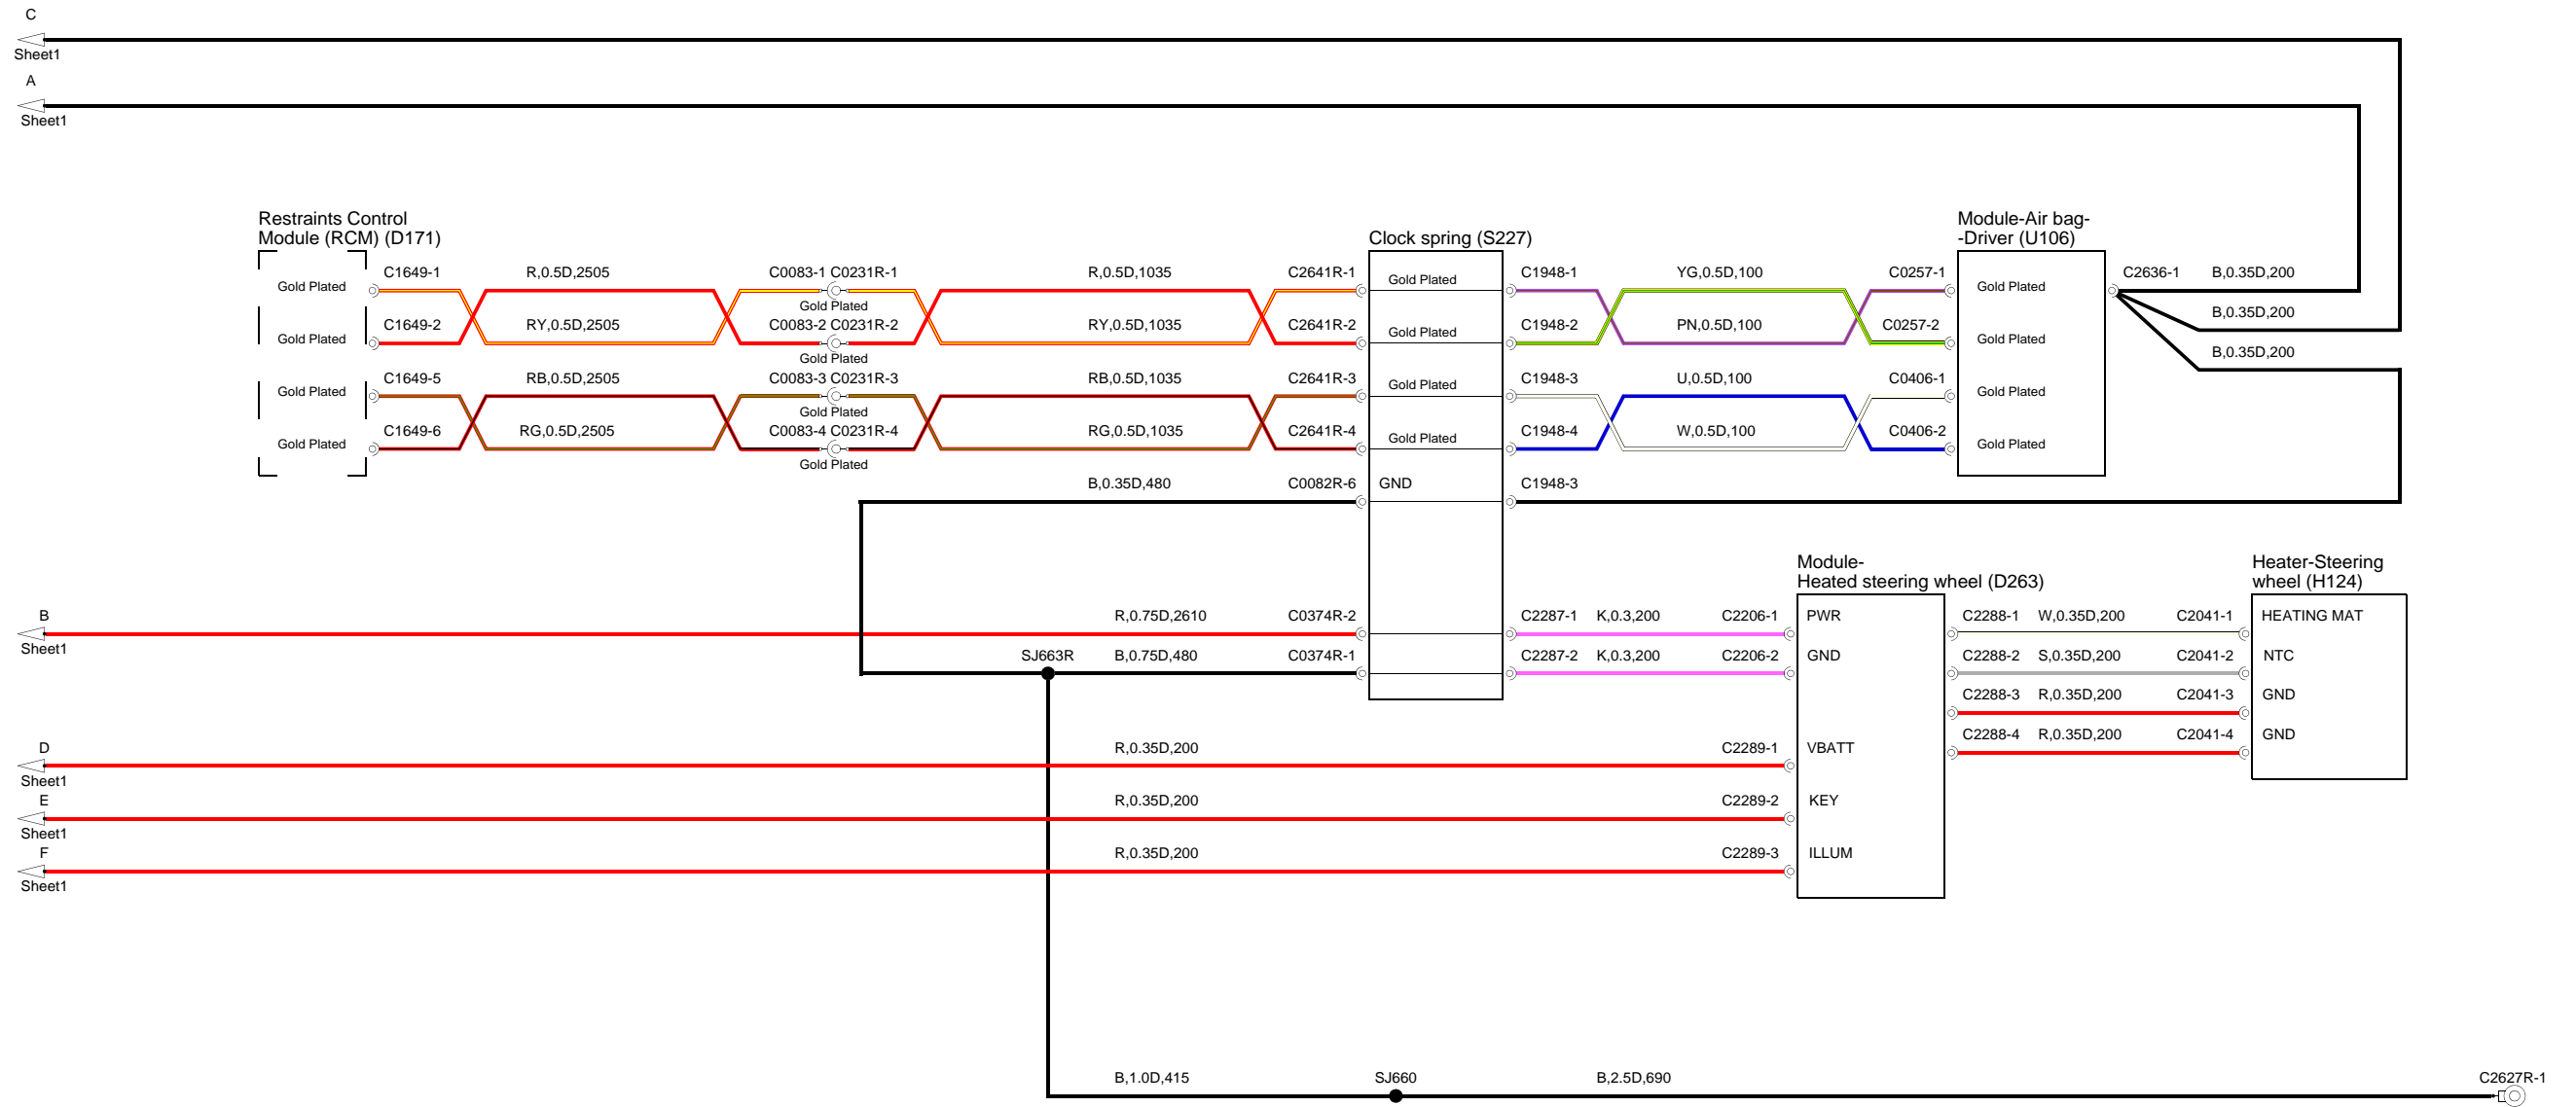 C
Sheet1
A
Sheet1
Restraints Control
Module (RCM) (D171)
Clock spring (S227)
Module-Air bag-
-Driver (U106)
Gold Plated
C1649-1
R,0.5D,2505
C0083-1 C0231R-1
Gold Plated
R,0.5D,1035
C2641R-1
Gold Plated
C1948-1
YG,0.5D,100
C0257-1
Gold Plated
C2636-1
B,0.35D,200
B,0.35D,200
Gold Plated
C1649-2
RY,0.5D,2505
C0083-2 C0231R-2
Gold Plated
RY,0.5D,1035
C2641R-2
Gold Plated
C1948-2
PN,0.5D,100
C0257-2
Gold Plated
B,0.35D,200
Gold Plated
C1649-5
RB,0.5D,2505
C0083-3 C0231R-3
Gold Plated
RB,0.5D,1035
C2641R-3
Gold Plated
C1948-3
U,0.5D,100
C0406-1
Gold Plated
Gold Plated
C1649-6
RG,0.5D,2505
C0083-4 C0231R-4
Gold Plated
RG,0.5D,1035
C2641R-4
Gold Plated
C1948-4
W,0.5D,100
C0406-2
Gold Plated
B,0.35D,480
C0082R-6
GND
C1948-3
Module-
Heated steering wheel (D263)
Heater-Steering
wheel (H124)
B
Sheet1
R,0.75D,2610
C0374R-2
C2287-1
K,0.3,200
C2206-1
PWR
C2288-1
W,0.35D,200
C2041-1
HEATING MAT
SJ663R
B,0.75D,480
C0374R-1
C2287-2
K,0.3,200
C2206-2
GND
C2288-2
S,0.35D,200
C2041-2
NTC
C2288-3
R,0.35D,200
C2041-3
GND
C2288-4
R,0.35D,200
C2041-4
GND
D
Sheet1
R,0.35D,200
C2289-1
VBATT
E
Sheet1
R,0.35D,200
C2289-2
KEY
F
Sheet1
R,0.35D,200
C2289-3
ILLUM
B,1.0D,415
SJ660
B,2.5D,690
C2627R-1